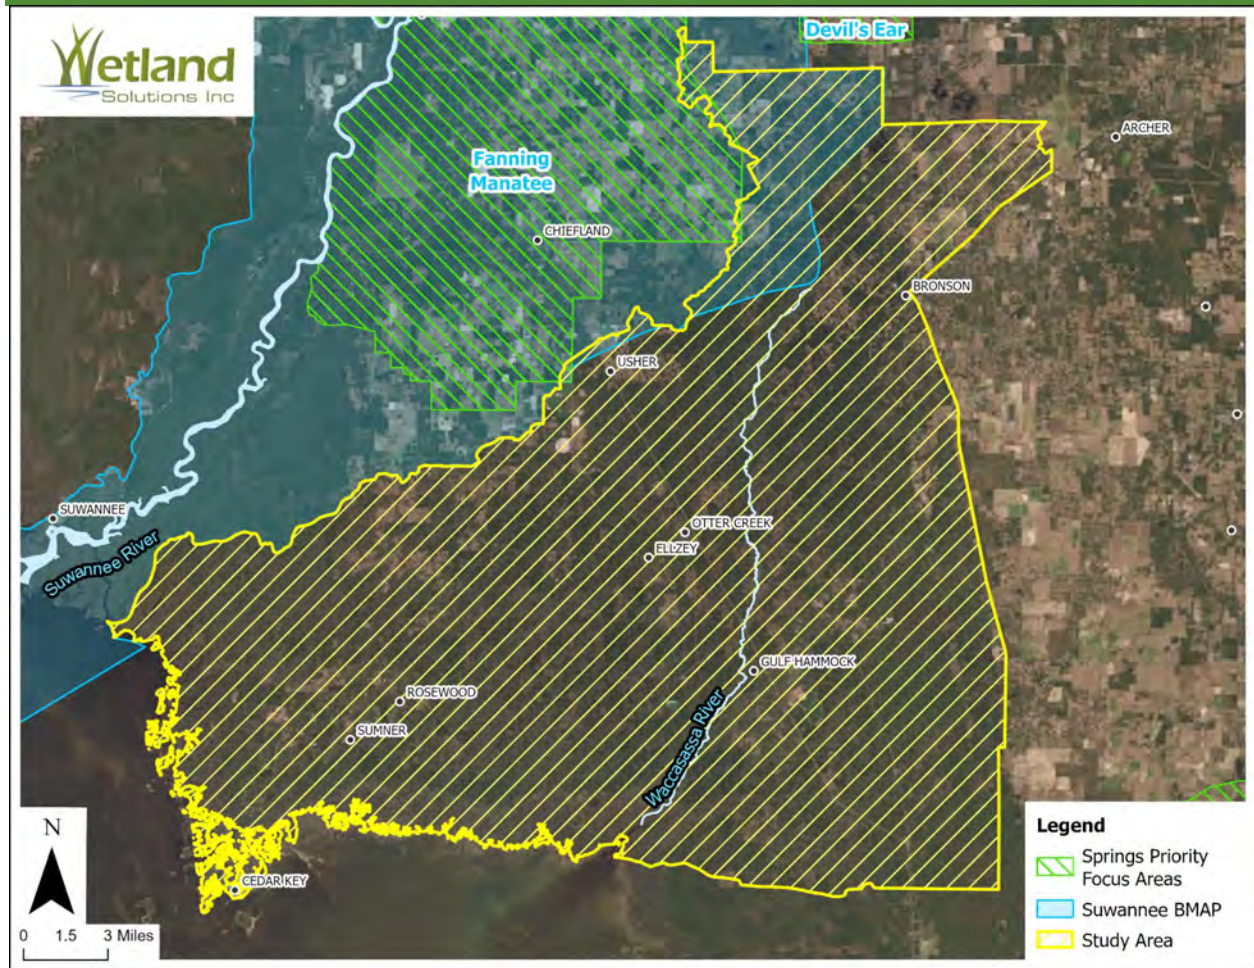 Wetland
Solutions Inc
Devil's Ear
ARCHER
Fanning
Manatee
CHIEFLAND
BRONSON
USHER
SUWANNEE
Suwannee River
OTTER CREEK
ELLZEY
GULF HAMMOCK
ROSEWOOD
SUMNER
Waccasassa River
CEDAR KEY
N
0 1.5 3 Miles
Legend
Springs Priority
Focus Areas
Suwannee BMAP
Study Area